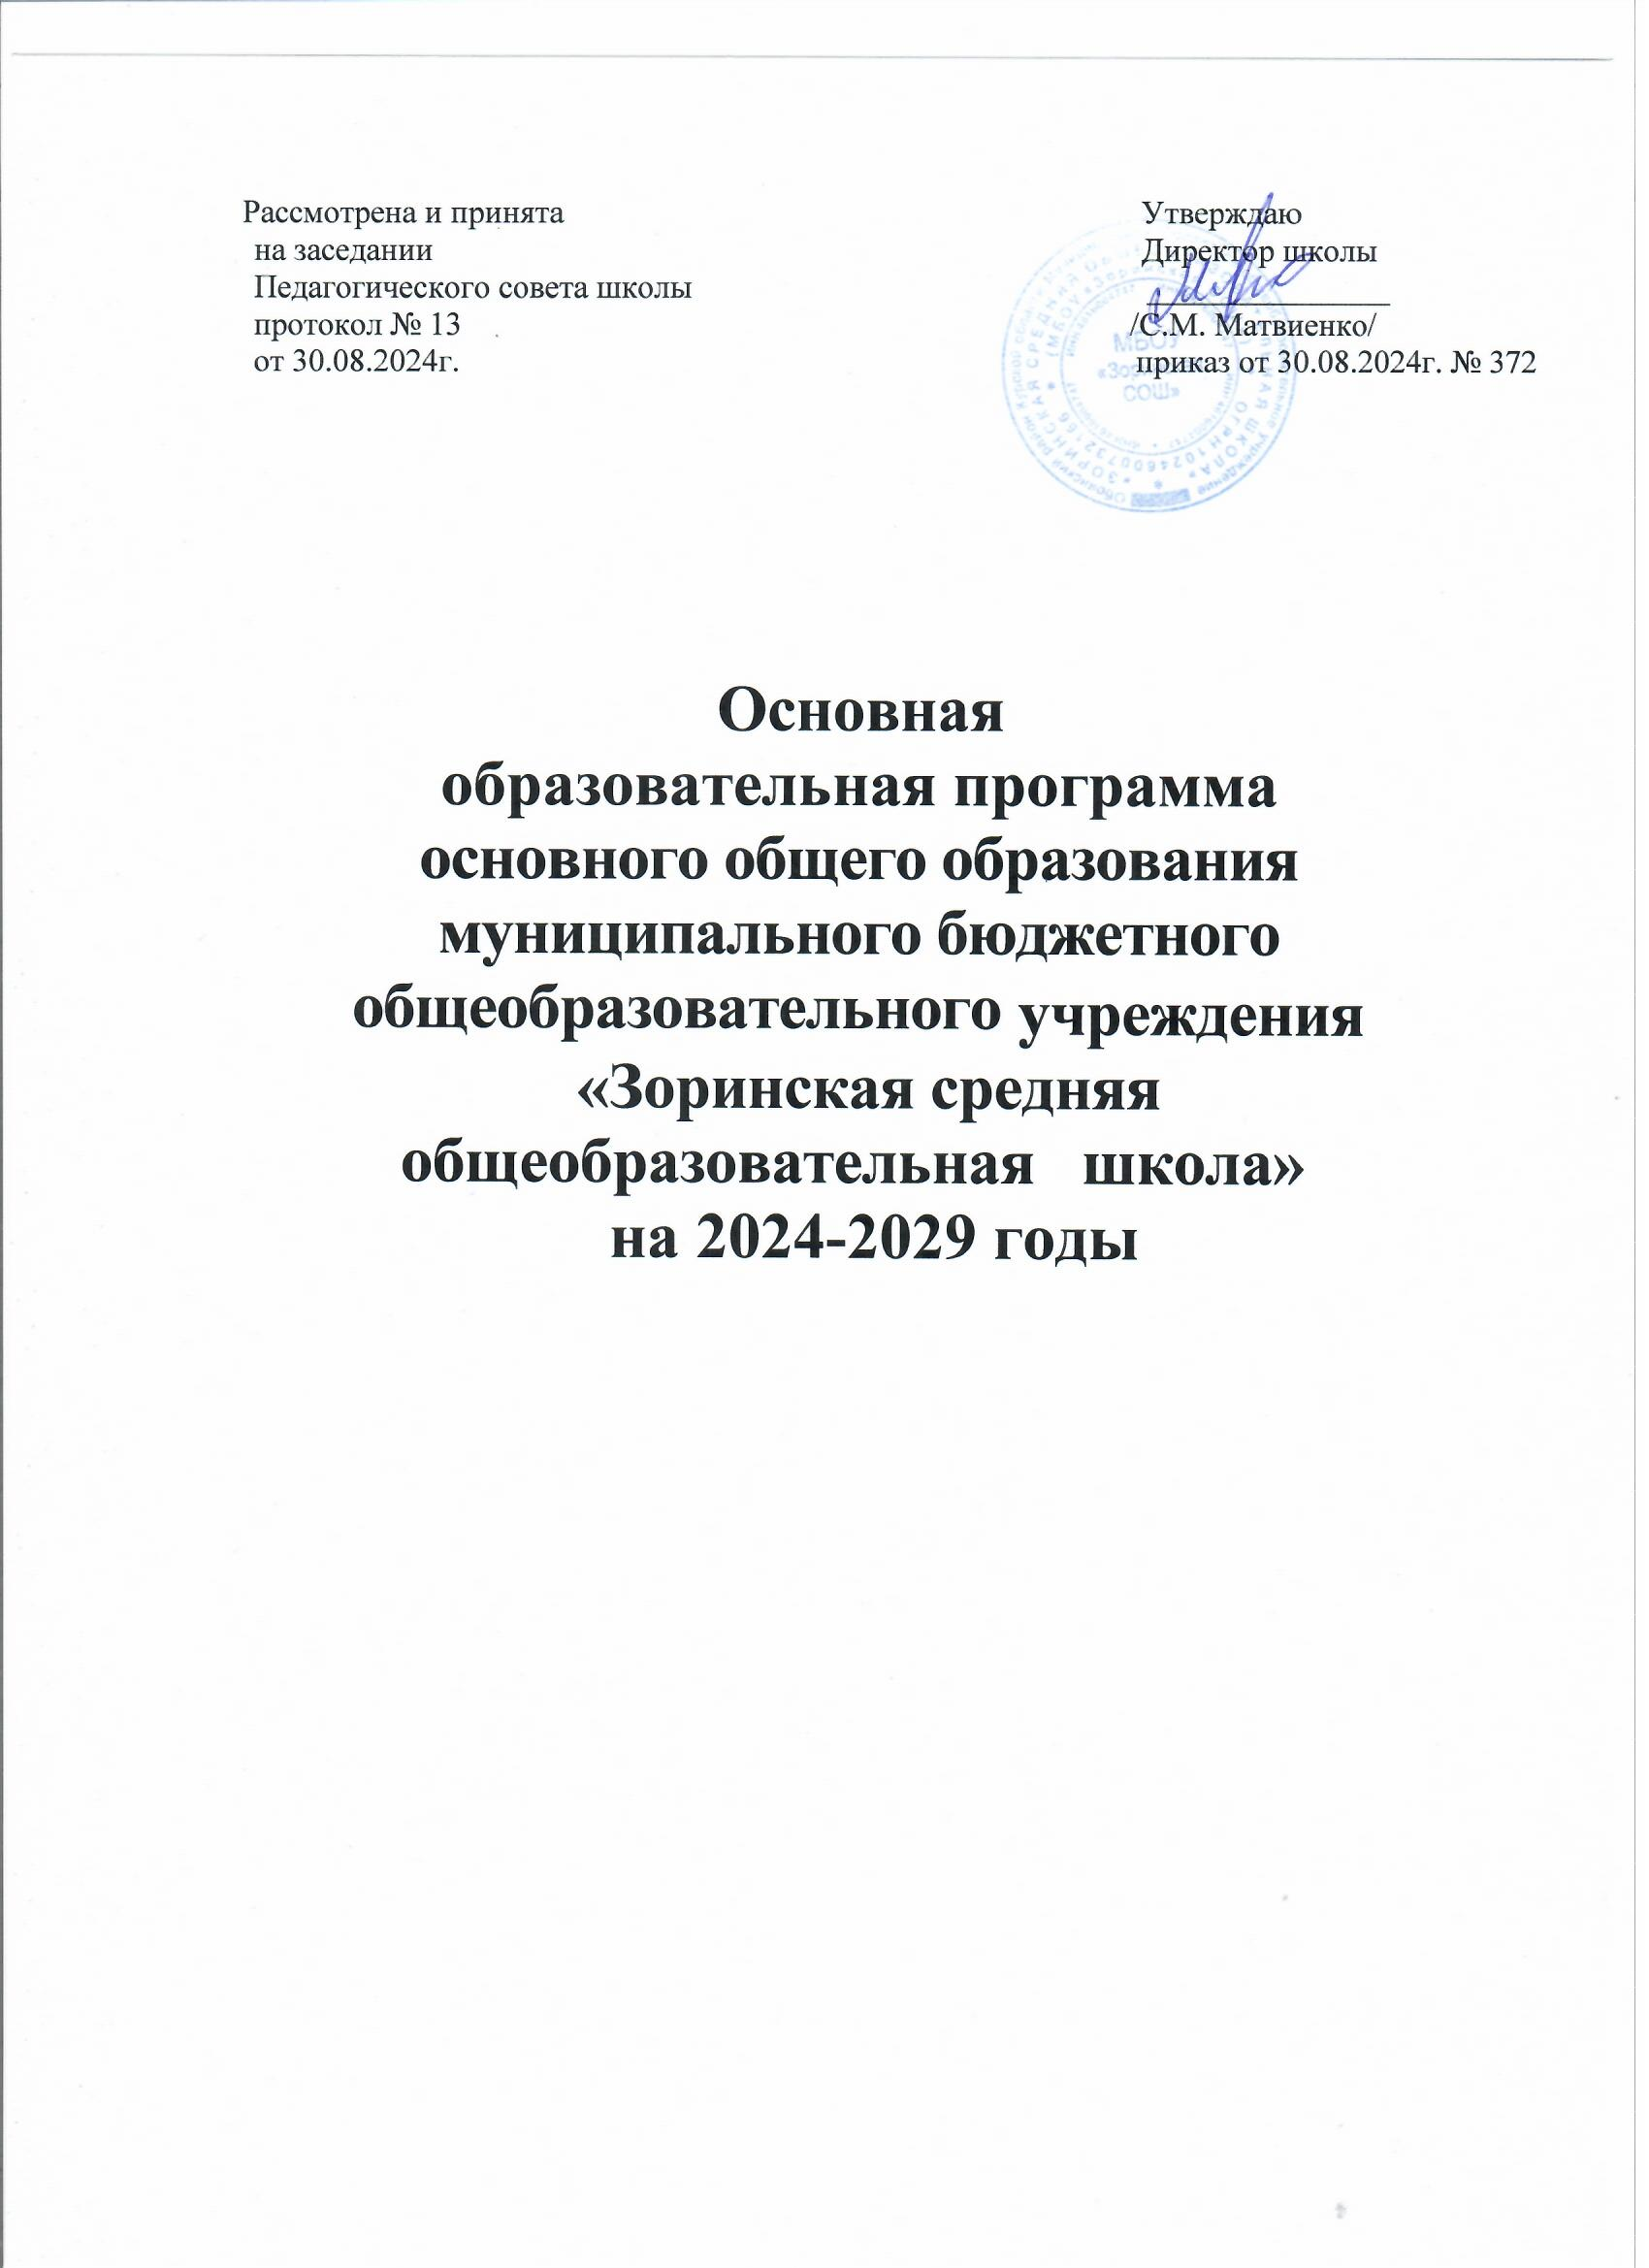 Рассмотрена и принята
на заседании
Педагогического совета школы
протокол № 13
от 30.08.2024г.
Утверждаю
Директор школы
/С.М. Матвиенко/
приказ от 30.08.2024г. № 372
МБОУ
СОШ»
Основная
образовательная программа
основного общего образования
муниципального бюджетного
общеобразовательного учреждения
«Зоринская средняя
общеобразовательная школа»
на 2024-2029 годы